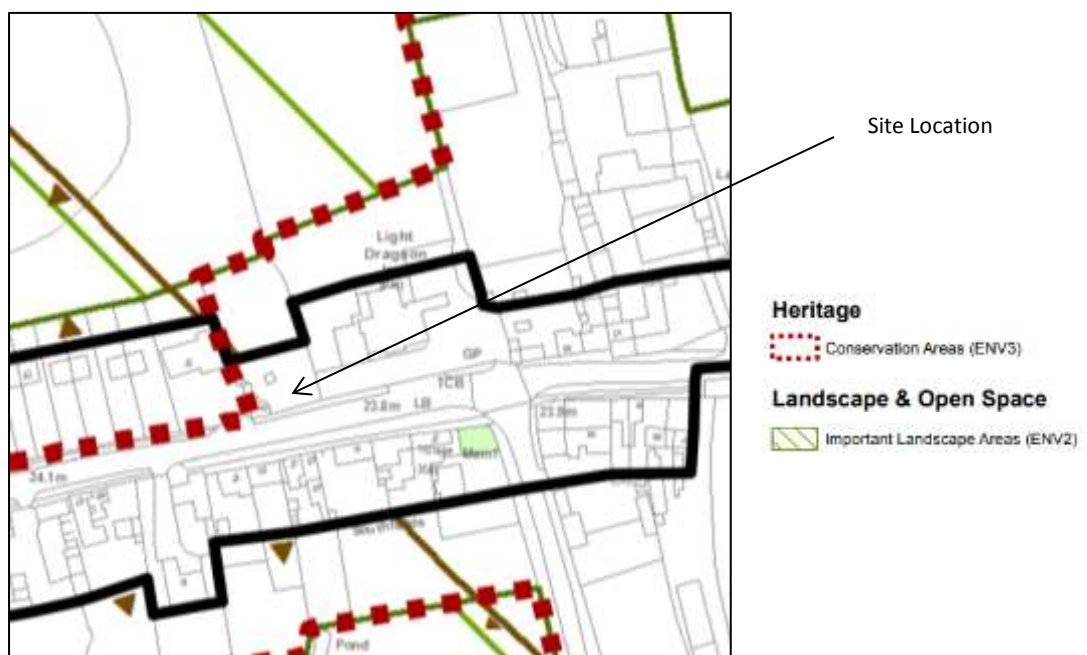 Site Location
Light
Dragoon
GP
TCB
23.8m LB
23.8m
24.1m
Pond
Heritage
Conservation Areas (ENV3)
Landscape & Open Space
Important Landscape Areas (ENV2)